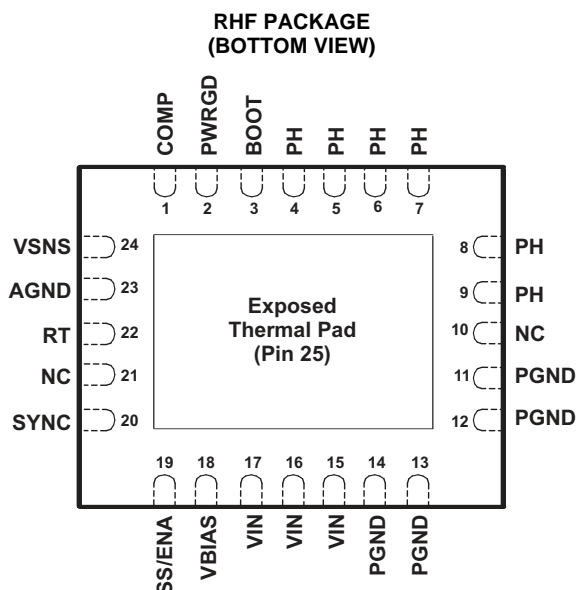 RHF PACKAGE
(BOTTOM VIEW)
COMP
PWRGD
BOOT
PH
PH
PH
PH
1
2
3
4
5
6
7
VSNS 24
AGND 23
RT 22
NC 21
SYNC 20
Exposed
Thermal Pad
(Pin 25)
8 PH
9 PH
10 NC
11 PGND
12 PGND
19
18
17
16
15
14
13
SS/ENA
VBIAS
VIN
VIN
VIN
PGND
PGND